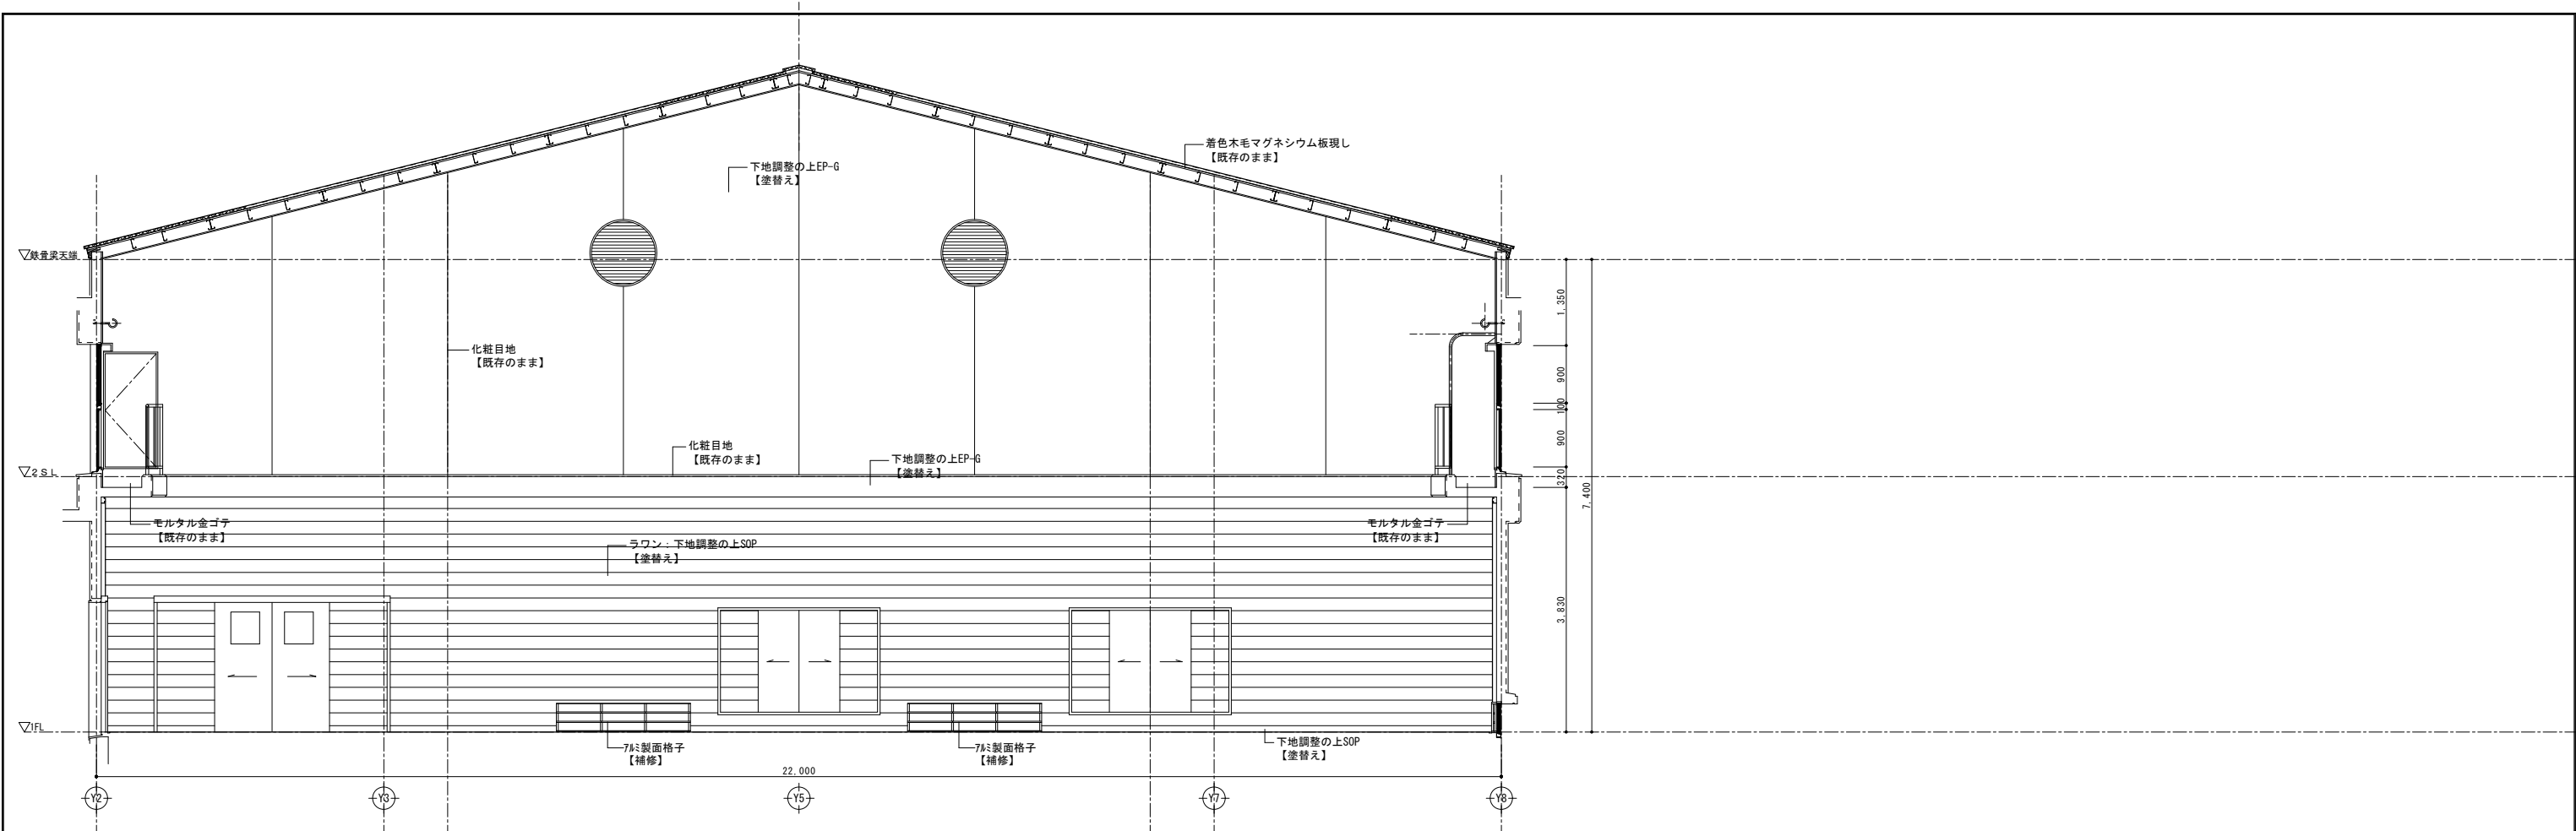 着色木毛マグネシウム板現し
【既存のまま】
下地調整の上EP-G
【塗替え】
▽鉄骨梁天端
1,350
化粧目地
【既存のまま】
900
100
900
化粧目地
【既存のまま】
下地調整の上EP-G
【塗替え】
▽2SL
320
7,400
モルタル金ゴテ
【既存のまま】
モルタル金ゴテ
【既存のまま】
ラワン：下地調整の上SOP
【塗替え】
3,830
▽1FL
ｱﾙﾐ製面格子
【補修】
ｱﾙﾐ製面格子
【補修】
下地調整の上SOP
【塗替え】
22,000
Y2
Y3
Y5
Y7
Y8